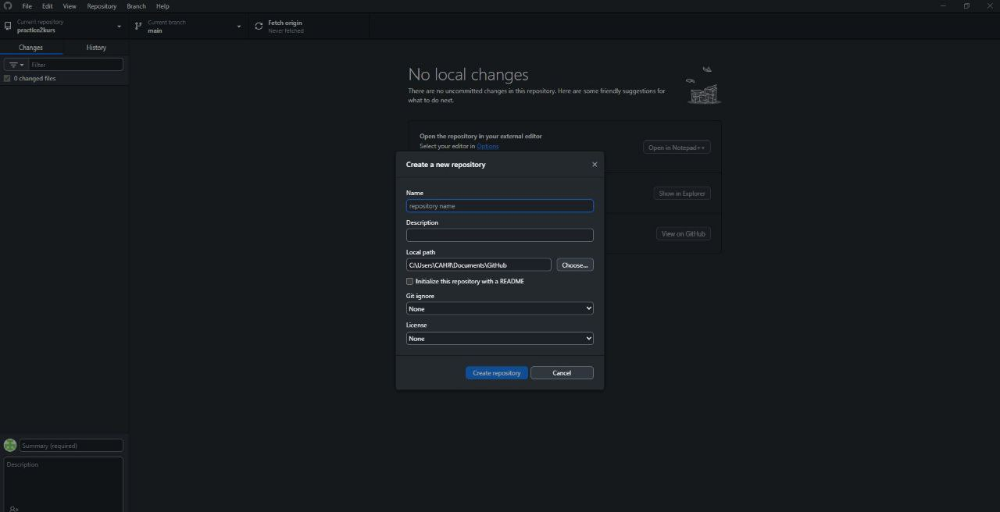 File Edit View Repository Branch Help
Current repository
practice2kurs
Current branch
main
Fetch origin
Never fetched
Changes History
Filter
0 changed files
No local changes
There are no uncommitted changes in this repository. Here are some friendly suggestions for
what to do next.
Open the repository in your external editor
Select your editor in Options
Open in Notepad++
Show in Explorer
View on GitHub
Create a new repository
Name
repository name
Description
Local path
C:\Users\САНЯ\Documents\GitHub
Choose...
Initialize this repository with a README
Git ignore
None
License
None
Create repository Cancel
Summary (required)
Description